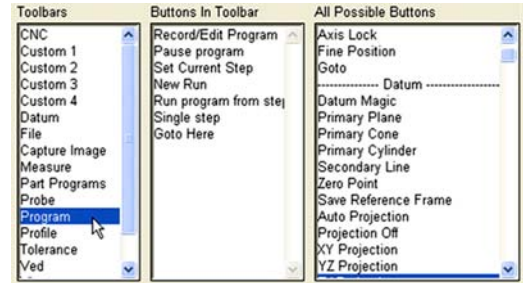 Toolbars
CNC
Custom 1
Custom 2
Custom 3
Custom 4
Datum
File
Capture Image
Measure
Part Programs
Probe
Program
Profile
Tolerance
Ved
Buttons In Toolbar
Record/Edit Program
Pause program
Set Current Step
New Run
Run program from step
Single step
Goto Here
All Possible Buttons
Axis Lock
Fine Position
Goto
-------------- Datum --------------
Datum Magic
Primary Plane
Primary Cone
Primary Cylinder
Secondary Line
Zero Point
Save Reference Frame
Auto Projection
Projection Off
XY Projection
YZ Projection